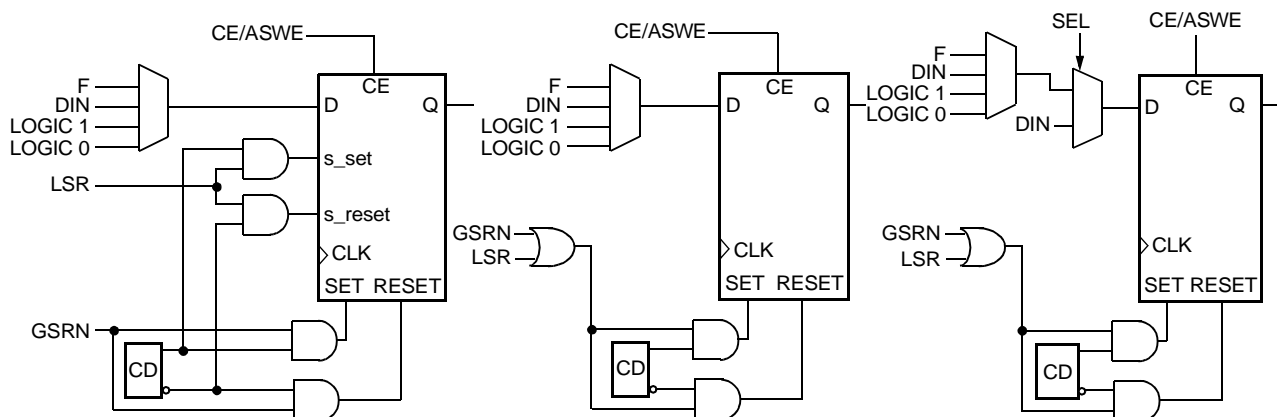 CE/ASWE
F
DIN
LOGIC 1
LOGIC 0
D
CE
Q
s_set
LSR
s_reset
CLK
SET RESET
GSRN
CD
CE/ASWE
F
DIN
LOGIC 1
LOGIC 0
D
CE
Q
GSRN
LSR
CLK
SET RESET
CD
SEL
CE/ASWE
F
DIN
LOGIC 1
LOGIC 0
DIN
D
CE
Q
GSRN
LSR
CLK
SET RESET
CD